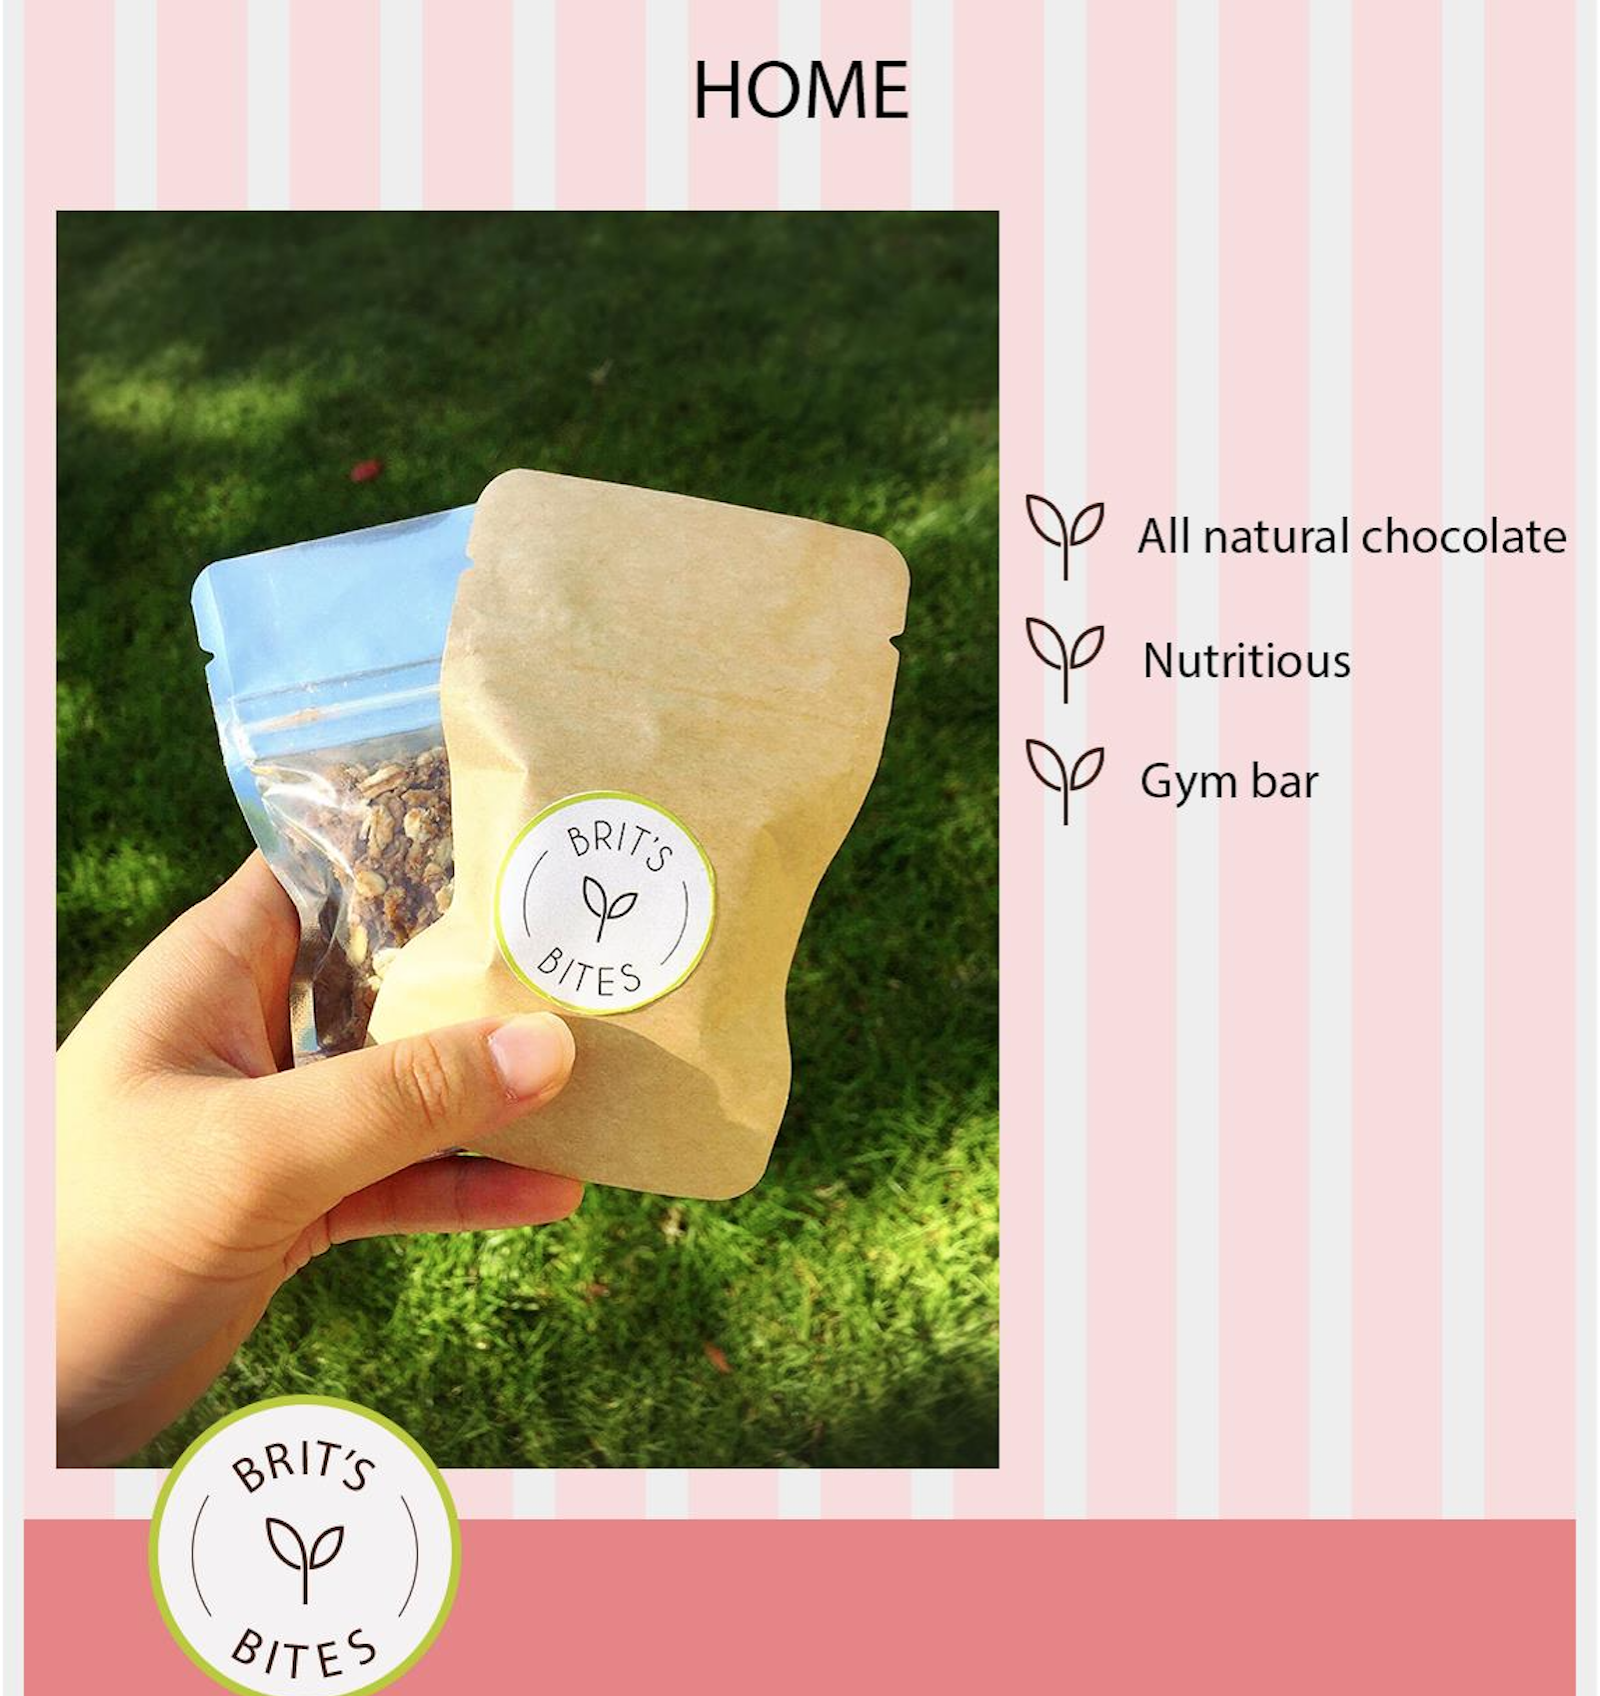 HOME
All natural chocolate
Nutritious
Gym bar
BRIT'S
BITES
BRIT'S
BITES